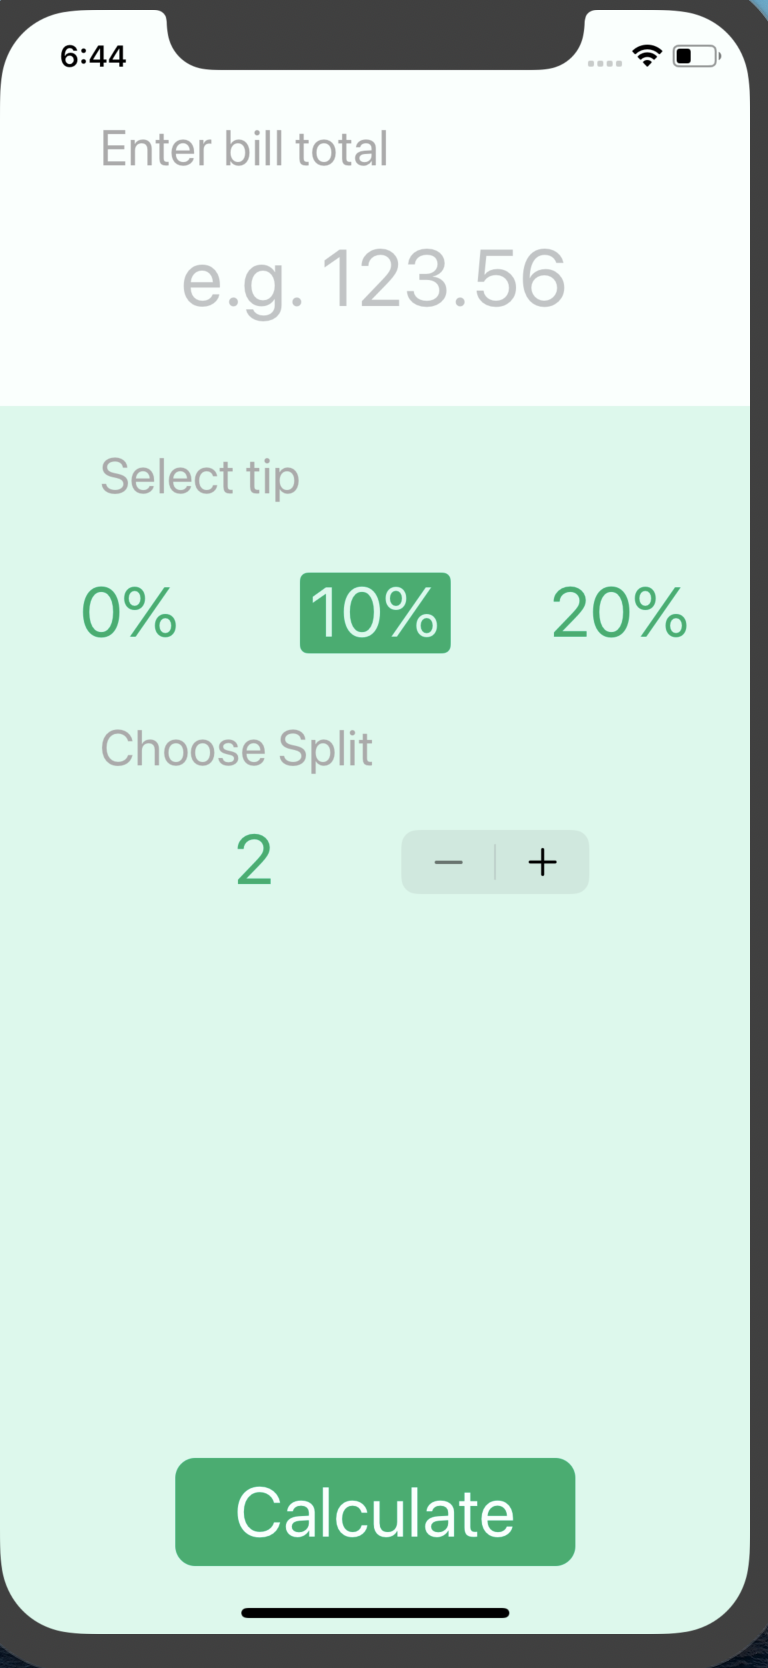 6:44
Enter bill total
e.g. 123.56
Select tip
0% 10% 20%
Choose Split
2 − +
Calculate